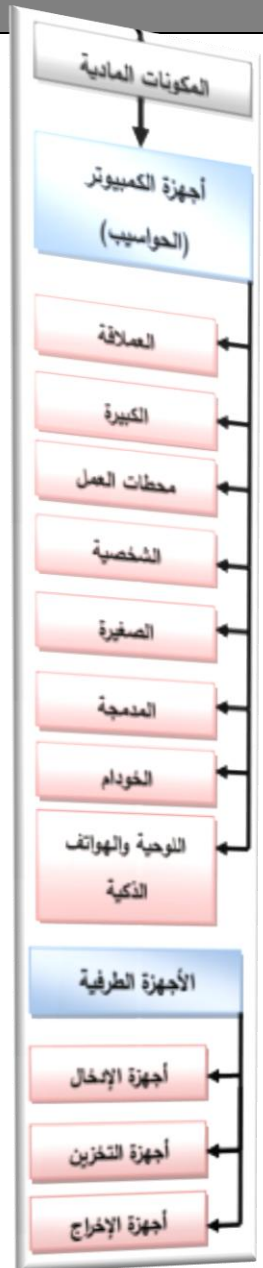 المكونات المادية
أجهزة الكمبيوتر
(الحواسيب)
العملاقة
الكبيرة
محطات العمل
الشخصية
الصغيرة
المدمجة
الخودام
اللوحية والهواتف
الذكية
الأجهزة الطرفية
أجهزة الإدخال
أجهزة التخزين
أجهزة الإخراج